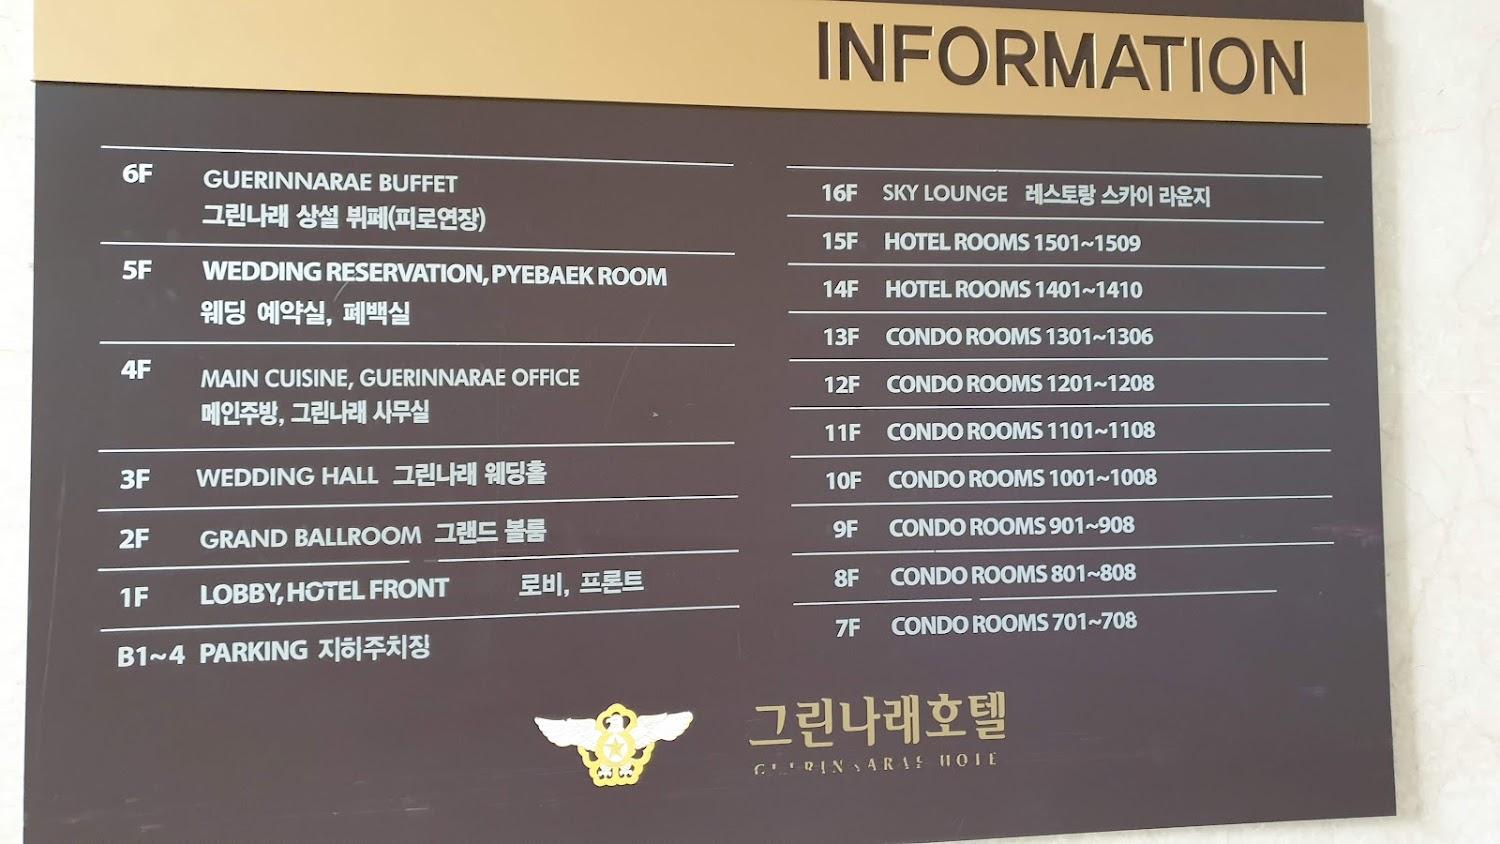 INFORMATION
6F GUERINNARAE BUFFET
그린나래 상설 뷔페(피로연장)
5F WEDDING RESERVATION, PYEBAEK ROOM
웨딩 예약실, 폐백실
4F MAIN CUISINE, GUERINNARAE OFFICE
메인주방, 그린나래 사무실
3F WEDDING HALL 그린나래 웨딩홀
2F GRAND BALLROOM 그랜드 볼룸
1F LOBBY, HOTEL FRONT 로비, 프론트
B1~4 PARKING 지하주치징
16F SKY LOUNGE 레스토랑 스카이 라운지
15F HOTEL ROOMS 1501~1509
14F HOTEL ROOMS 1401~1410
13F CONDO ROOMS 1301~1306
12F CONDO ROOMS 1201~1208
11F CONDO ROOMS 1101~1108
10F CONDO ROOMS 1001~1008
9F CONDO ROOMS 901~908
8F CONDO ROOMS 801~808
7F CONDO ROOMS 701~708
그린나래호텔